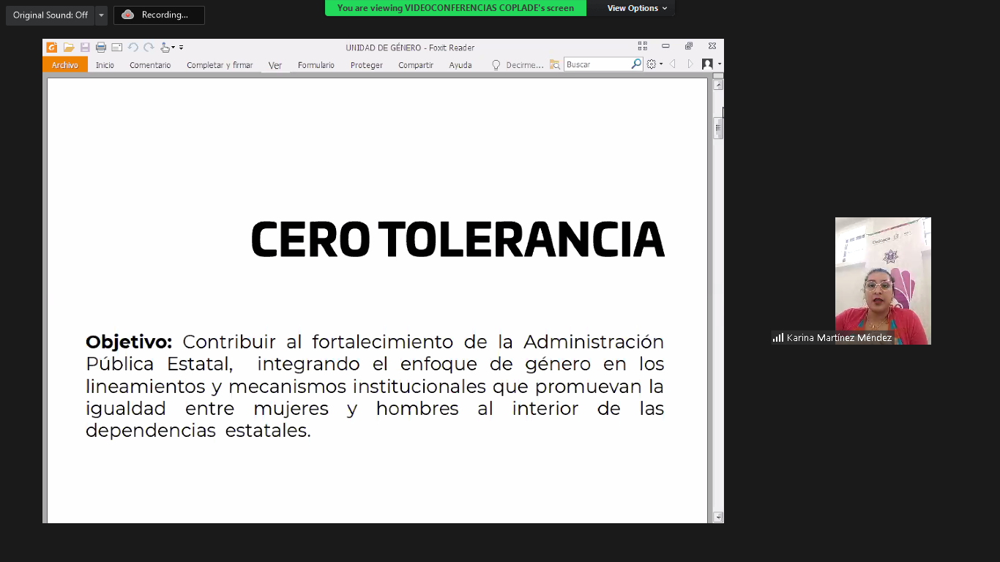 Original Sound: Off
Recording...
You are viewing VIDEOCONFERENCIAS COPLADE's screen
View Options
UNIDAD DE GÉNERO - Foxit Reader
Archivo Inicio Comentario Completar y firmar Ver Formulario Proteger Compartir Ayuda Decirme... Buscar
CERO TOLERANCIA
Objetivo: Contribuir al fortalecimiento de la Administración
Pública Estatal, integrando el enfoque de género en los
lineamientos y mecanismos institucionales que promuevan la
igualdad entre mujeres y hombres al interior de las
dependencias estatales.
Oaxaca
Karina Martínez Méndez